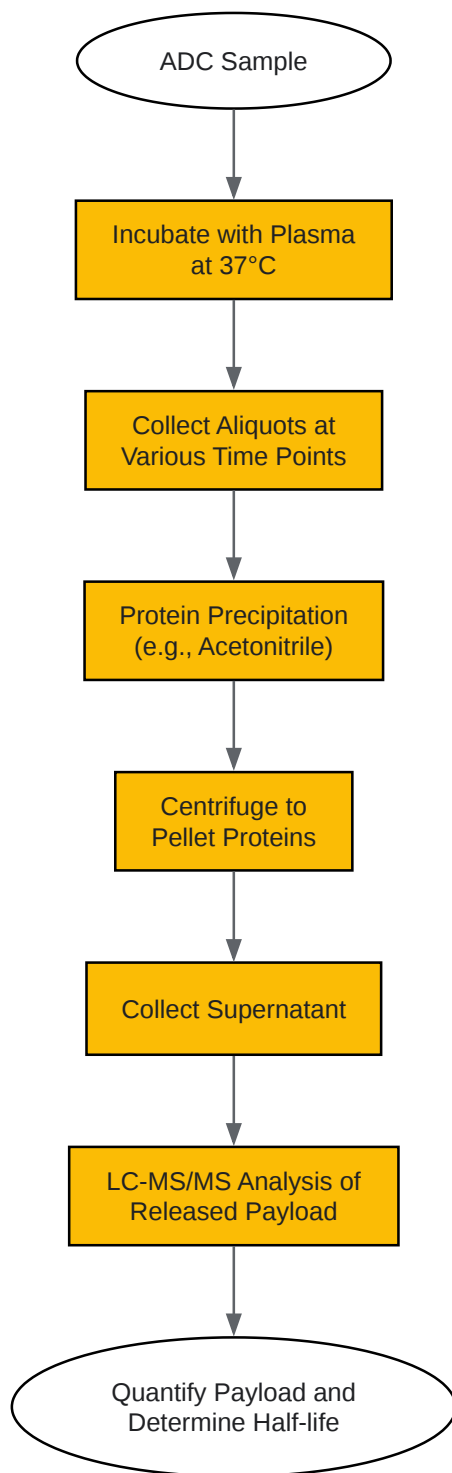 ADC Sample
Incubate with Plasma
at 37°C
Collect Aliquots at
Various Time Points
Protein Precipitation
(e.g., Acetonitrile)
Centrifuge to
Pellet Proteins
Collect Supernatant
LC-MS/MS Analysis of
Released Payload
Quantify Payload and
Determine Half-life